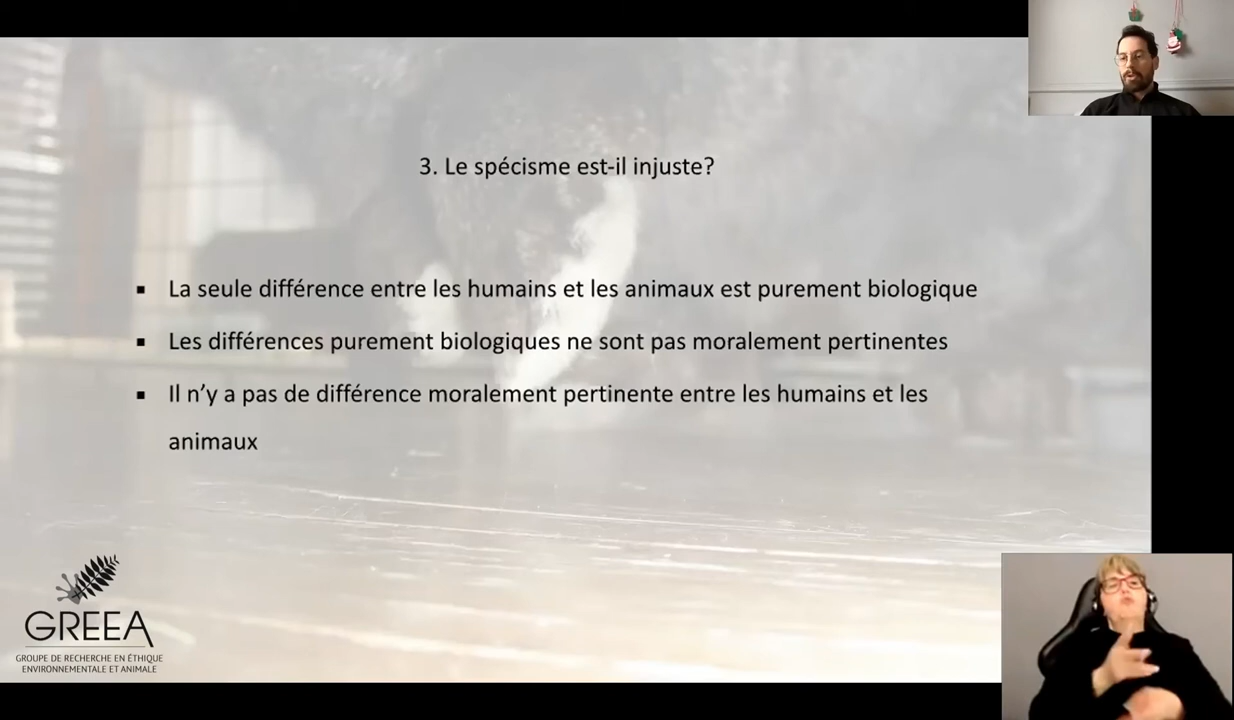 3. Le spécisme est-il injuste?
▪ La seule différence entre les humains et les animaux est purement biologique
▪ Les différences purement biologiques ne sont pas moralement pertinentes
▪ Il n’y a pas de différence moralement pertinente entre les humains et les
animaux
GREEA
GROUPE DE RECHERCHE EN ÉTHIQUE
ENVIRONNEMENTALE ET ANIMALE